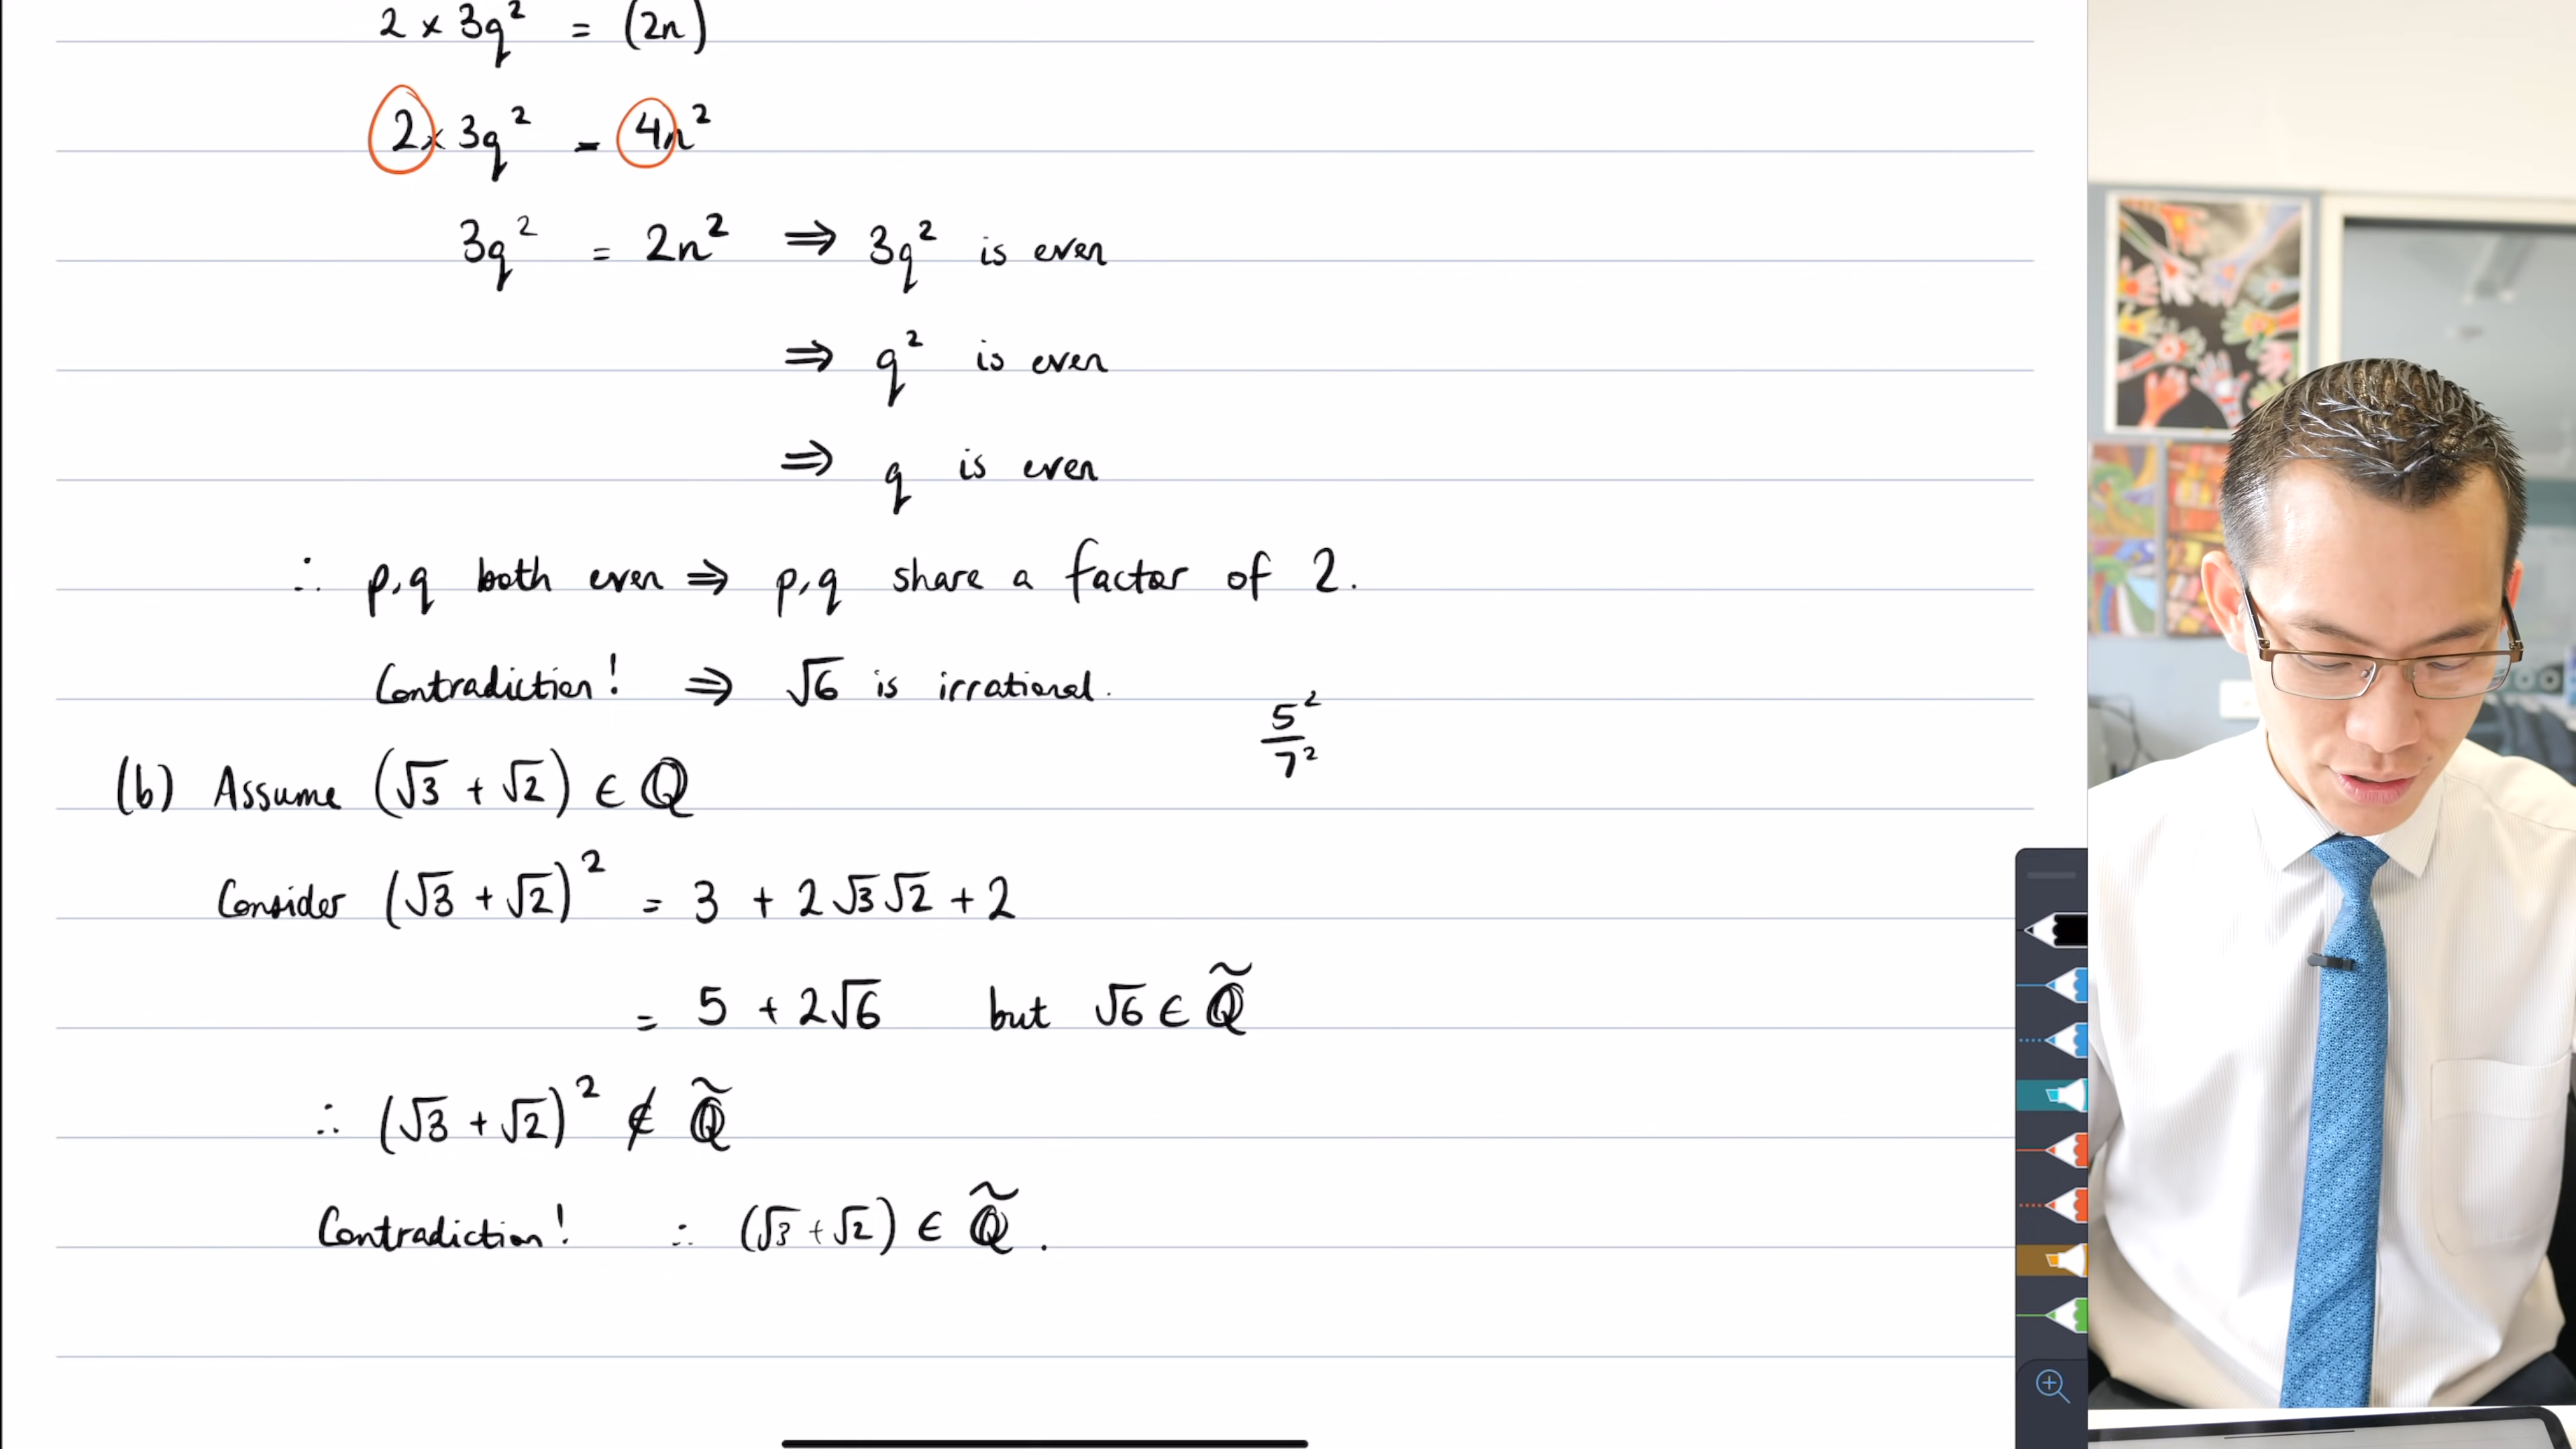 2 × 3q² = (2n)
2 × 3q² = 4n²
3q² = 2n² ⇒ 3q² is even
⇒ q² is even
⇒ q is even
∴ p,q both even ⇒ p,q share a factor of 2.
Contradiction! ⇒ √6 is irrational.
5²
7²
(b) Assume (√3 + √2) ∈ ℚ
Consider (√3 + √2)² = 3 + 2√3√2 + 2
= 5 + 2√6 but √6 ∈ ℚ̃
∴ (√3 + √2)² ∉ ℚ̃
Contradiction! ∴ (√3 + √2) ∈ ℚ̃.